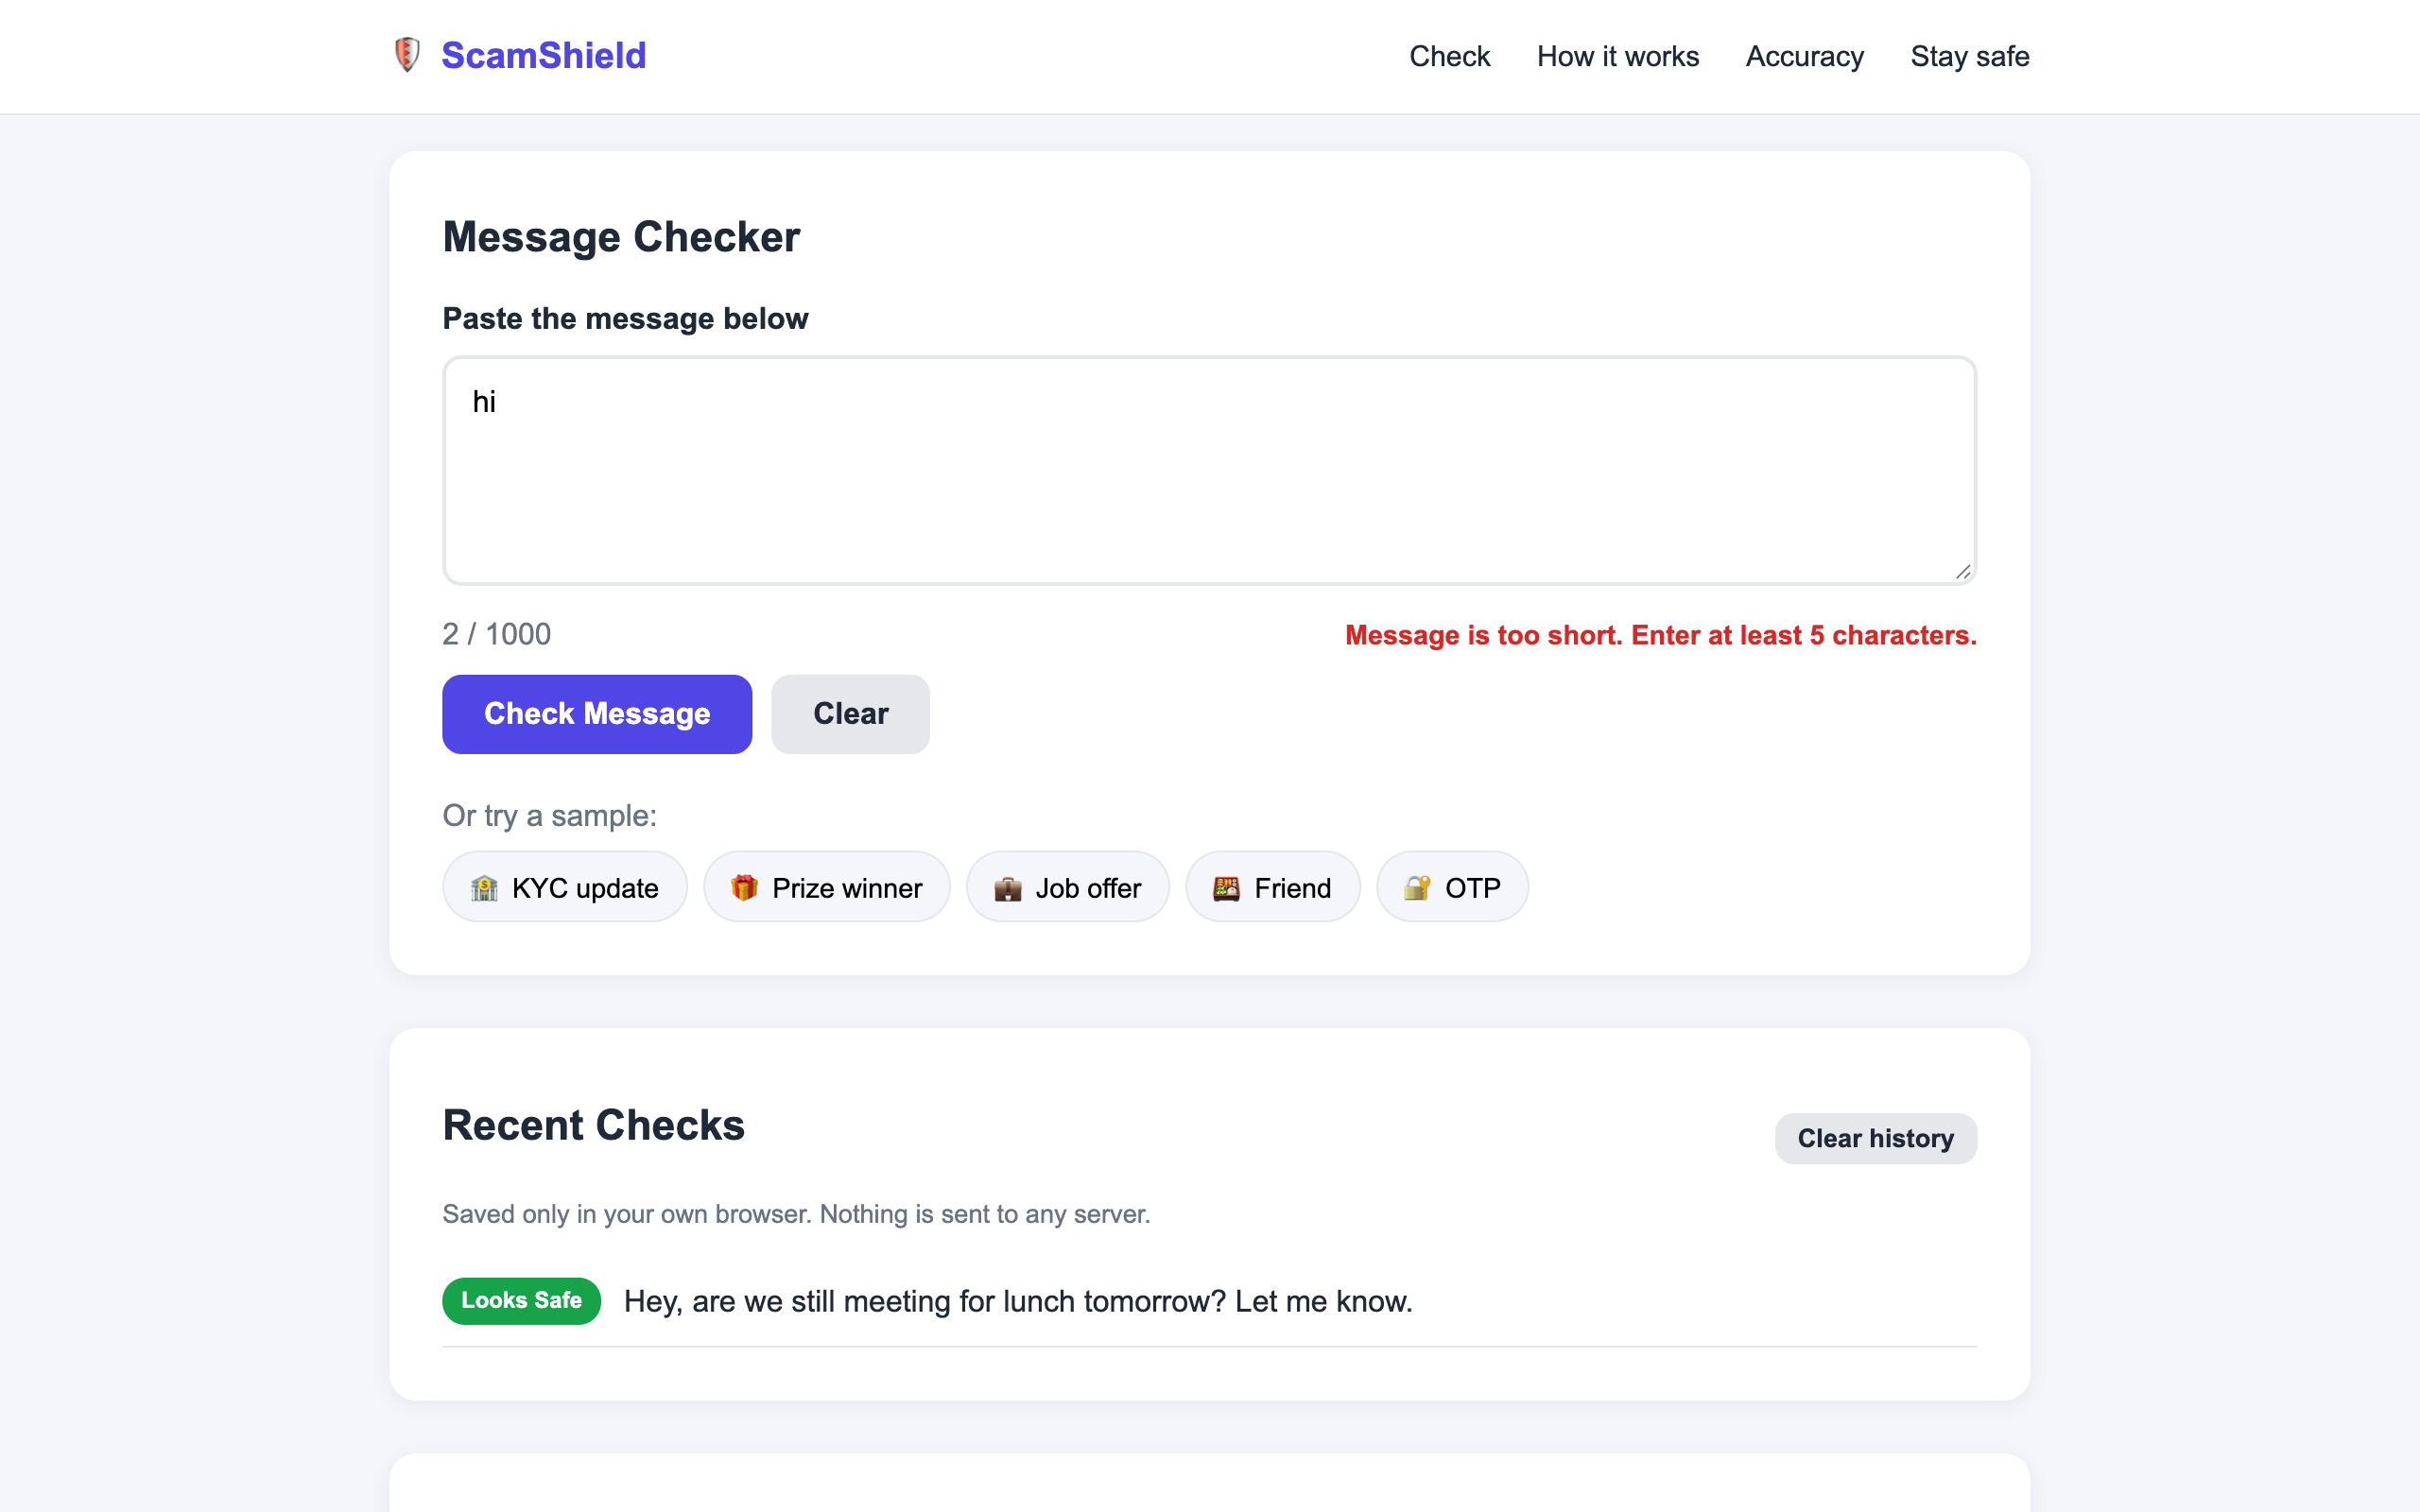 ScamShield
Check How it works Accuracy Stay safe
Message Checker
Paste the message below
hi
2 / 1000
Message is too short. Enter at least 5 characters.
Check Message Clear
Or try a sample:
KYC update Prize winner Job offer Friend OTP
Recent Checks
Clear history
Saved only in your own browser. Nothing is sent to any server.
Looks Safe Hey, are we still meeting for lunch tomorrow? Let me know.